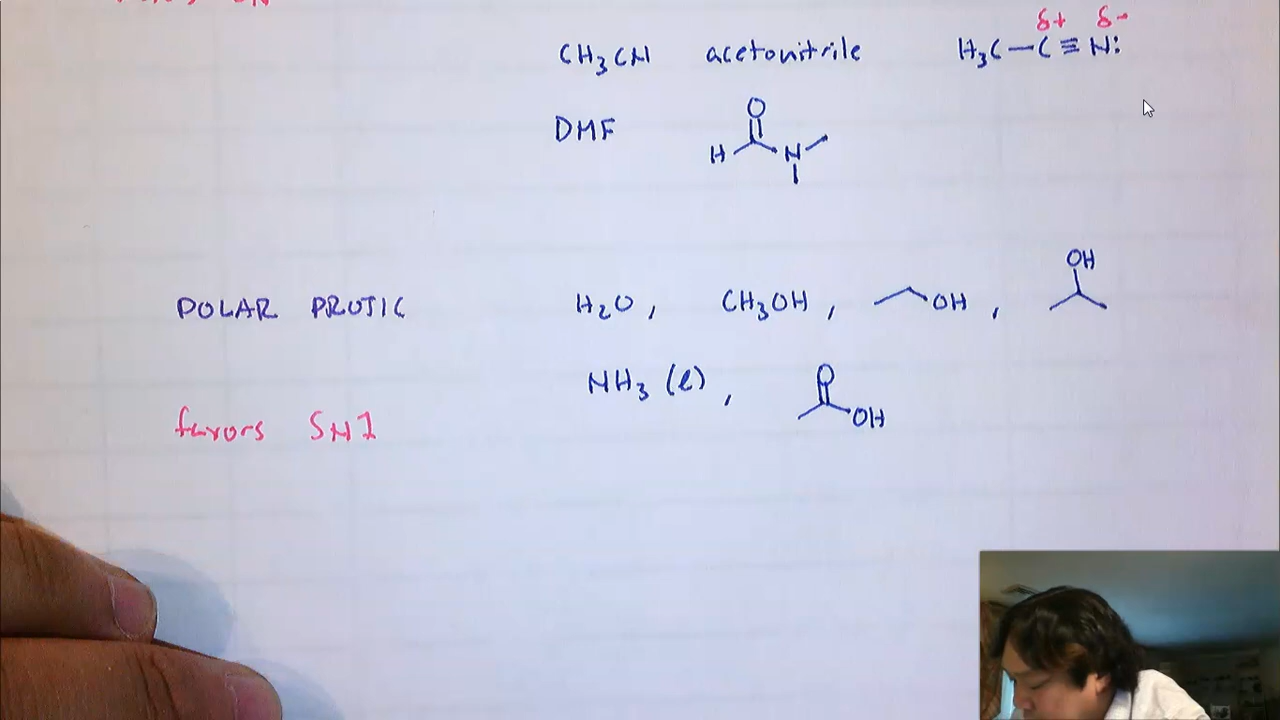 δ+ δ-
CH3CN acetonitrile H3C—C≡N:
DMF
O
H N
POLAR PROTIC H2O, CH3OH, OH, OH
NH3 (l), O
OH
favors SN1